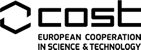 cost
EUROPEAN COOPERATION
IN SCIENCE & TECHNOLOGY